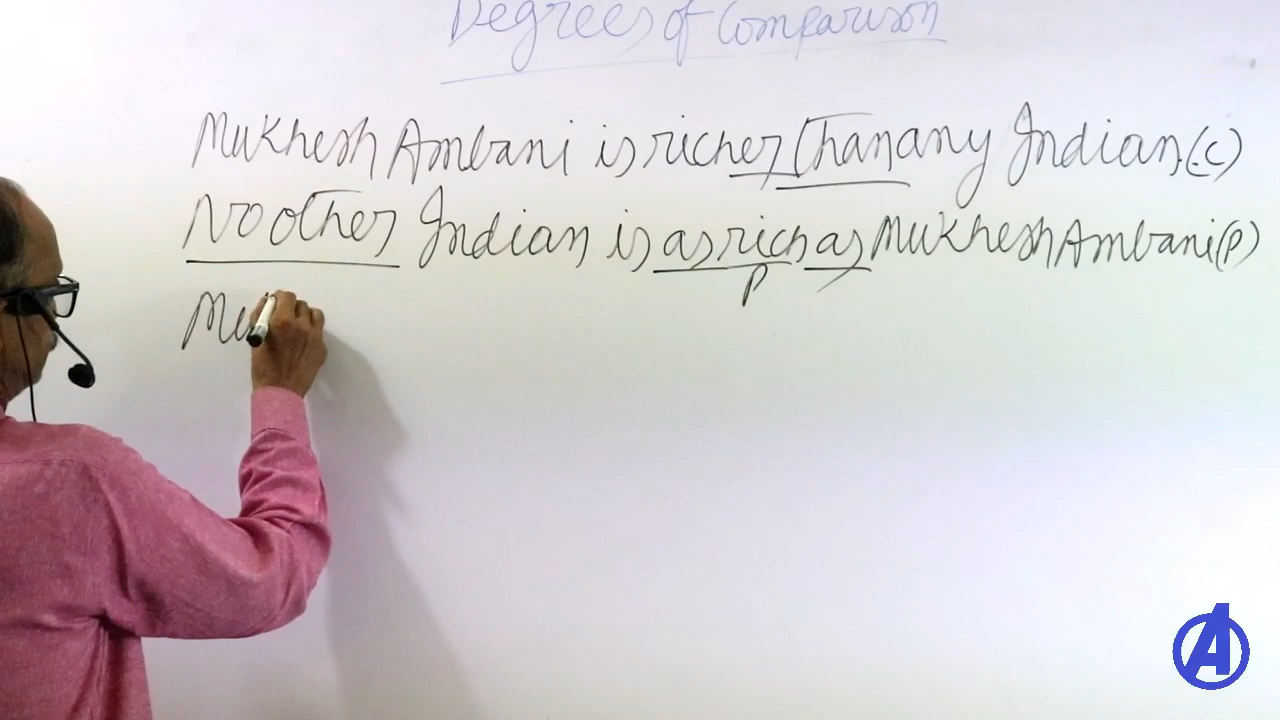 Degrees of Comparison
Mukhesh Ambani is richer than any Indian. (C)
No other Indian is as rich as Mukhesh Ambani (P)
P
Mu